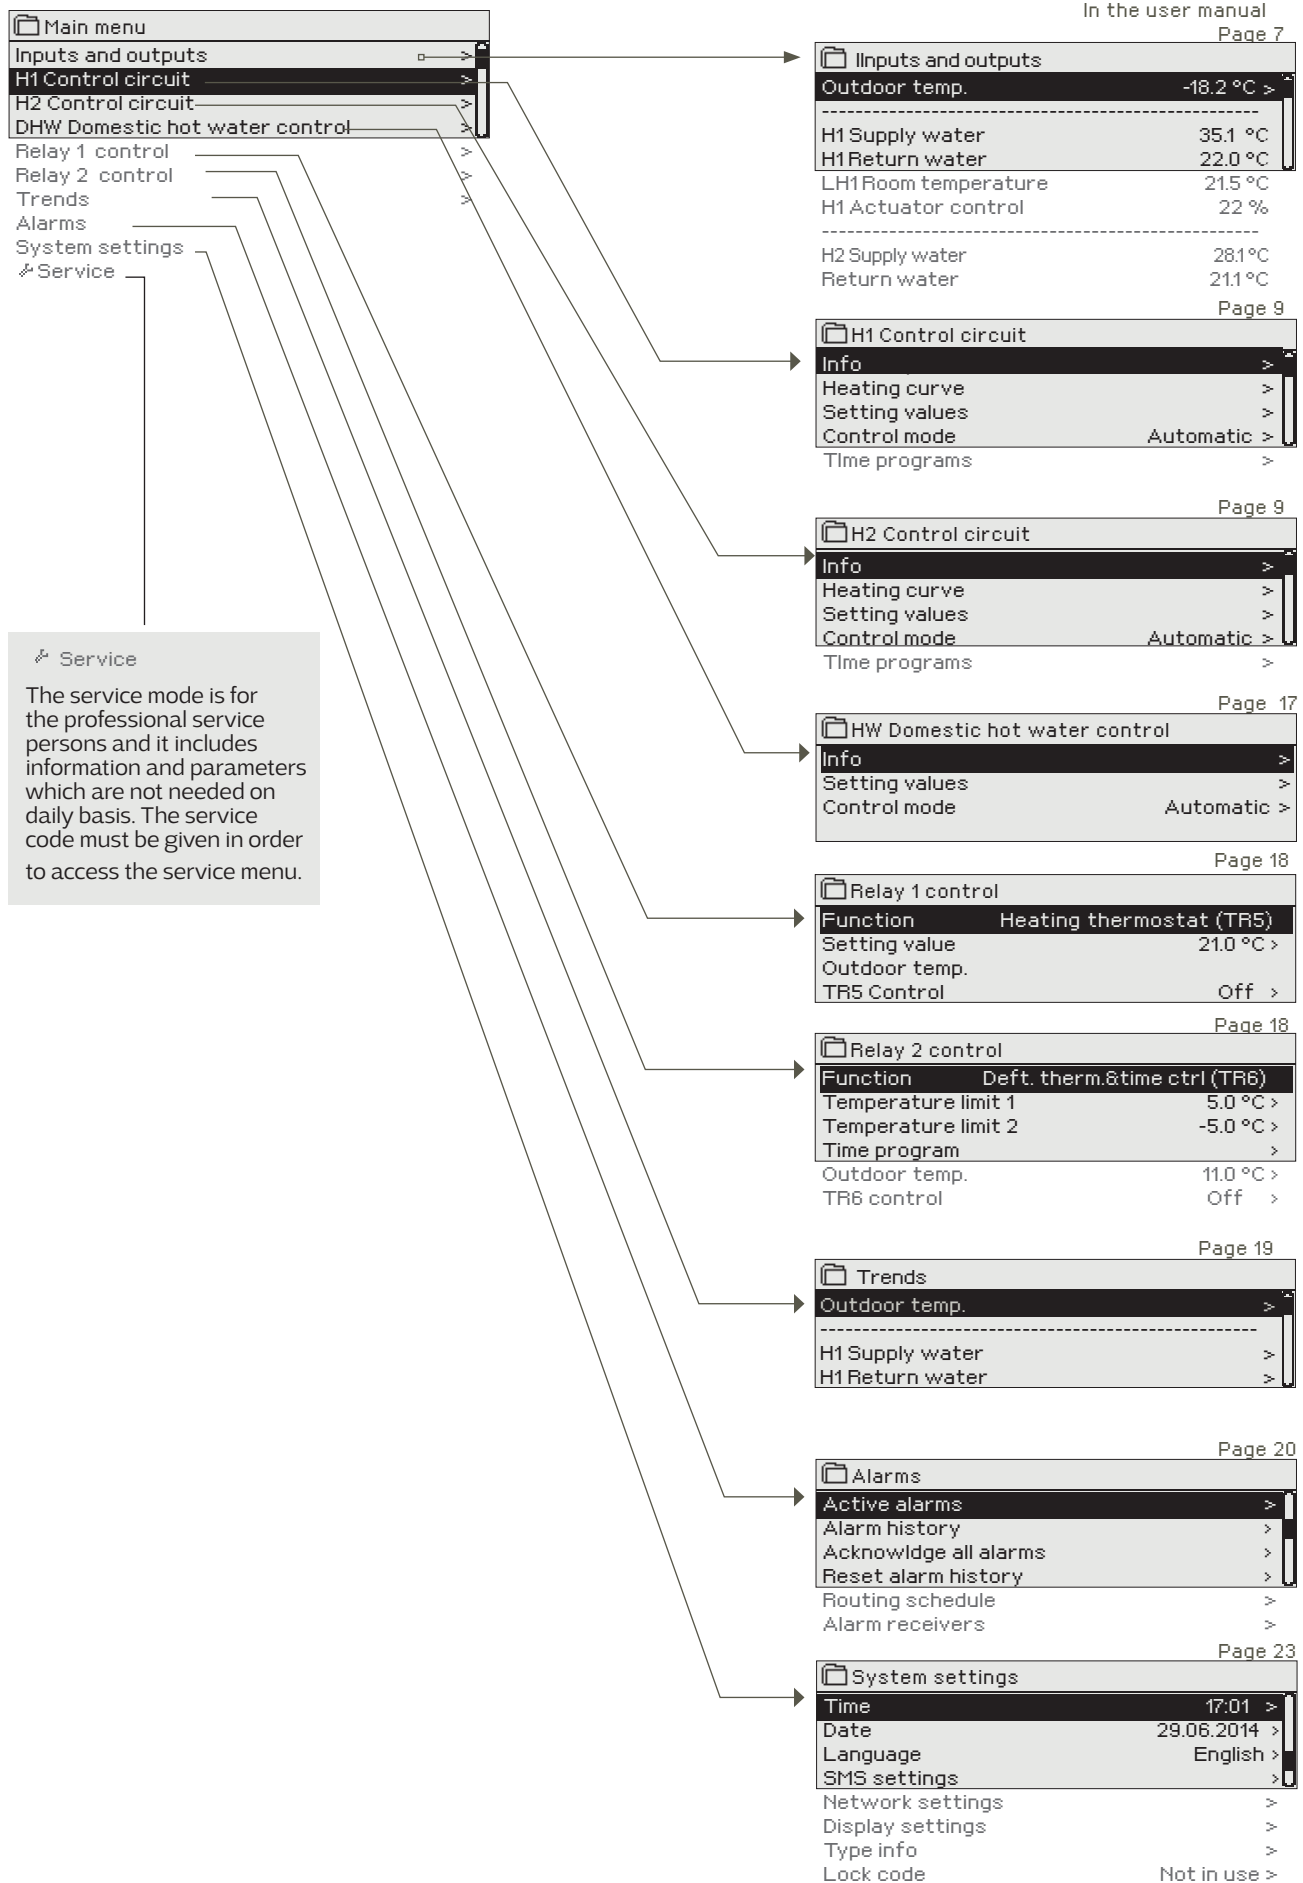 Main menu
Inputs and outputs >
H1 Control circuit >
H2 Control circuit >
DHW Domestic hot water control >
Relay 1 control >
Relay 2 control >
Trends >
Alarms
System settings
Service
Service
The service mode is for
the professional service
persons and it includes
information and parameters
which are not needed on
daily basis. The service
code must be given in order
to access the service menu.
In the user manual
Page 7
IInputs and outputs
Outdoor temp. -18.2 °C >
H1 Supply water 35.1 °C
H1 Return water 22.0 °C
LH1 Room temperature 21.5 °C
H1 Actuator control 22 %
H2 Supply water 28.1 °C
Return water 21.1 °C
Page 9
H1 Control circuit
Info >
Heating curve >
Setting values >
Control mode Automatic >
TIme programs >
Page 9
H2 Control circuit
Info >
Heating curve >
Setting values >
Control mode Automatic >
TIme programs >
Page 17
HW Domestic hot water control
Info >
Setting values >
Control mode Automatic >
Page 18
Relay 1 control
Function Heating thermostat (TR5)
Setting value 21.0 °C >
Outdoor temp.
TR5 Control Off >
Page 18
Relay 2 control
Function Deft. therm.&time ctrl (TR6)
Temperature limit 1 5.0 °C >
Temperature limit 2 -5.0 °C >
Time program >
Outdoor temp. 11.0 °C >
TR6 control Off >
Page 19
Trends
Outdoor temp. >
H1 Supply water >
H1 Return water >
Page 20
Alarms
Active alarms >
Alarm history >
Acknowldge all alarms >
Reset alarm history >
Routing schedule >
Alarm receivers >
Page 23
System settings
Time 17:01 >
Date 29.06.2014 >
Language English >
SMS settings >
Network settings >
Display settings >
Type info >
Lock code Not in use >